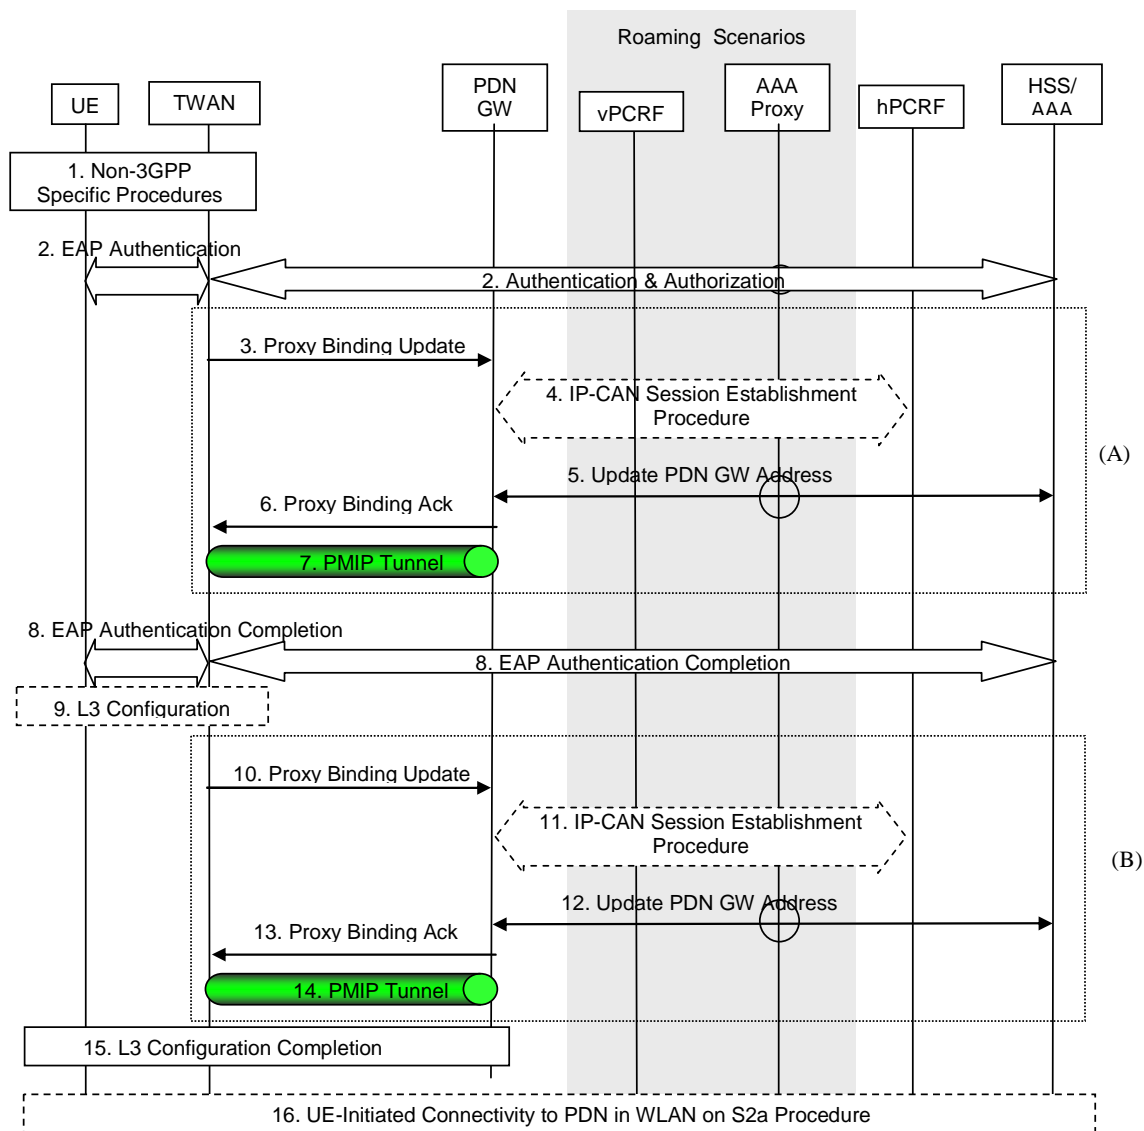 Roaming Scenarios
UE
TWAN
PDN
GW
vPCRF
AAA
Proxy
hPCRF
HSS/
AAA
1. Non-3GPP
Specific Procedures
2. EAP Authentication
2. Authentication & Authorization
3. Proxy Binding Update
4. IP-CAN Session Establishment
Procedure
(A)
5. Update PDN GW Address
6. Proxy Binding Ack
7. PMIP Tunnel
8. EAP Authentication Completion
8. EAP Authentication Completion
9. L3 Configuration
10. Proxy Binding Update
11. IP-CAN Session Establishment
Procedure
(B)
12. Update PDN GW Address
13. Proxy Binding Ack
14. PMIP Tunnel
15. L3 Configuration Completion
16. UE-Initiated Connectivity to PDN in WLAN on S2a Procedure